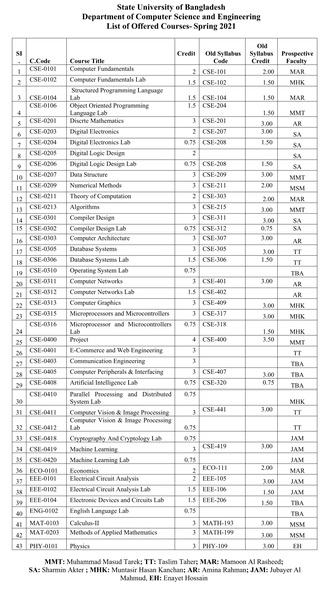 State University of Bangladesh
Department of Computer Science and Engineering
List of Offered Courses- Spring 2021
SI . C.Code Course Title Credit Old Syllabus Code Old Syllabus Credit Prospective Faculty
1 CSE-0101 Computer Fundamentals 2 CSE-101 2.00 MAR
2 CSE-0102 Computer Fundamentals Lab 1.5 CSE-102 1.50 MHK
3 CSE-0104 Structured Programming Language Lab 1.5 CSE-104 1.50 MAR
4 CSE-0106 Object Oriented Programming Language Lab 1.5 CSE-204 1.50 MMT
5 CSE-0201 Discrte Mathematics 3 CSE-201 3.00 AR
6 CSE-0203 Digital Electronics 2 CSE-207 3.00 SA
7 CSE-0204 Digital Electronics Lab 0.75 CSE-208 1.50 SA
8 CSE-0205 Digital Logic Design 2 SA
9 CSE-0206 Digital Logic Design Lab 0.75 CSE-208 1.50 SA
10 CSE-0207 Data Structure 3 CSE-209 3.00 MMT
11 CSE-0209 Numerical Methods 3 CSE-211 2.00 MSM
12 CSE-0211 Theory of Computation 2 CSE-303 2.00 MAR
13 CSE-0213 Algorithms 3 CSE-215 3.00 MMT
14 CSE-0301 Compiler Design 3 CSE-311 3.00 SA
15 CSE-0302 Compiler Design Lab 0.75 CSE-312 0.75 SA
16 CSE-0303 Computer Architecture 3 CSE-307 3.00 AR
17 CSE-0305 Database Systems 3 CSE-305 3.00 TT
18 CSE-0306 Database Systems Lab 1.5 CSE-306 1.50 TT
19 CSE-0310 Operating System Lab 0.75 TBA
20 CSE-0311 Computer Networks 3 CSE-401 3.00 AR
21 CSE-0312 Computer Networks Lab 1.5 CSE-402 AR
22 CSE-0313 Computer Graphics 3 CSE-409 3.00 MHK
23 CSE-0315 Microprocessors and Microcontrollers 3 CSE-317 3.00 MHK
24 CSE-0316 Microprocessor and Microcontrollers Lab 0.75 CSE-318 1.50 MHK
25 CSE-0400 Project 4 CSE-400 3.50 MMT
26 CSE-0401 E-Commerce and Web Engineering 3 TT
27 CSE-0403 Communication Engineering 3 TBA
28 CSE-0405 Computer Peripherals & Interfacing 3 CSE-407 3.00 TBA
29 CSE-0408 Artificial Intelligence Lab 0.75 CSE-320 0.75 TBA
30 CSE-0410 Parallel Processing and Distributed System Lab 0.75 MHK
31 CSE-0411 Computer Vision & Image Processing 3 CSE-441 3.00 TT
32 CSE-0412 Computer Vision & Image Processing Lab 0.75 TT
33 CSE-0418 Cryptography And Cryptology Lab 0.75 JAM
34 CSE-0419 Machine Learning 3 CSE-419 3.00 JAM
35 CSE-0420 Machine Learning Lab 0.75 JAM
36 ECO-0101 Economics 2 ECO-111 2.00 MAR
37 EEE-0101 Electrical Circuit Analysis 2 EEE-105 3.00 JAM
38 EEE-0102 Electrical Circuit Analysis Lab 1.5 EEE-106 1.50 JAM
39 EEE-0104 Electronic Devices and Circuits Lab 1.5 EEE-206 1.50 TBA
40 ENG-0102 English Language Lab 0.75 TBA
41 MAT-0103 Calculus-II 3 MATH-193 3.00 MSM
42 MAT-0203 Methods of Applied Mathematics 3 MATH-199 3.00 MSM
43 PHY-0101 Physics 3 PHY-109 3.00 EH
MMT: Muhammad Masud Tarek; TT: Taslim Taher; MAR: Mamoon Al Rasheed;
SA: Sharmin Akter ; MHK: Muntasir Hasan Kanchan; AR: Amina Rahman; JAM: Jubayer Al
Mahmud, EH: Enayet Hossain